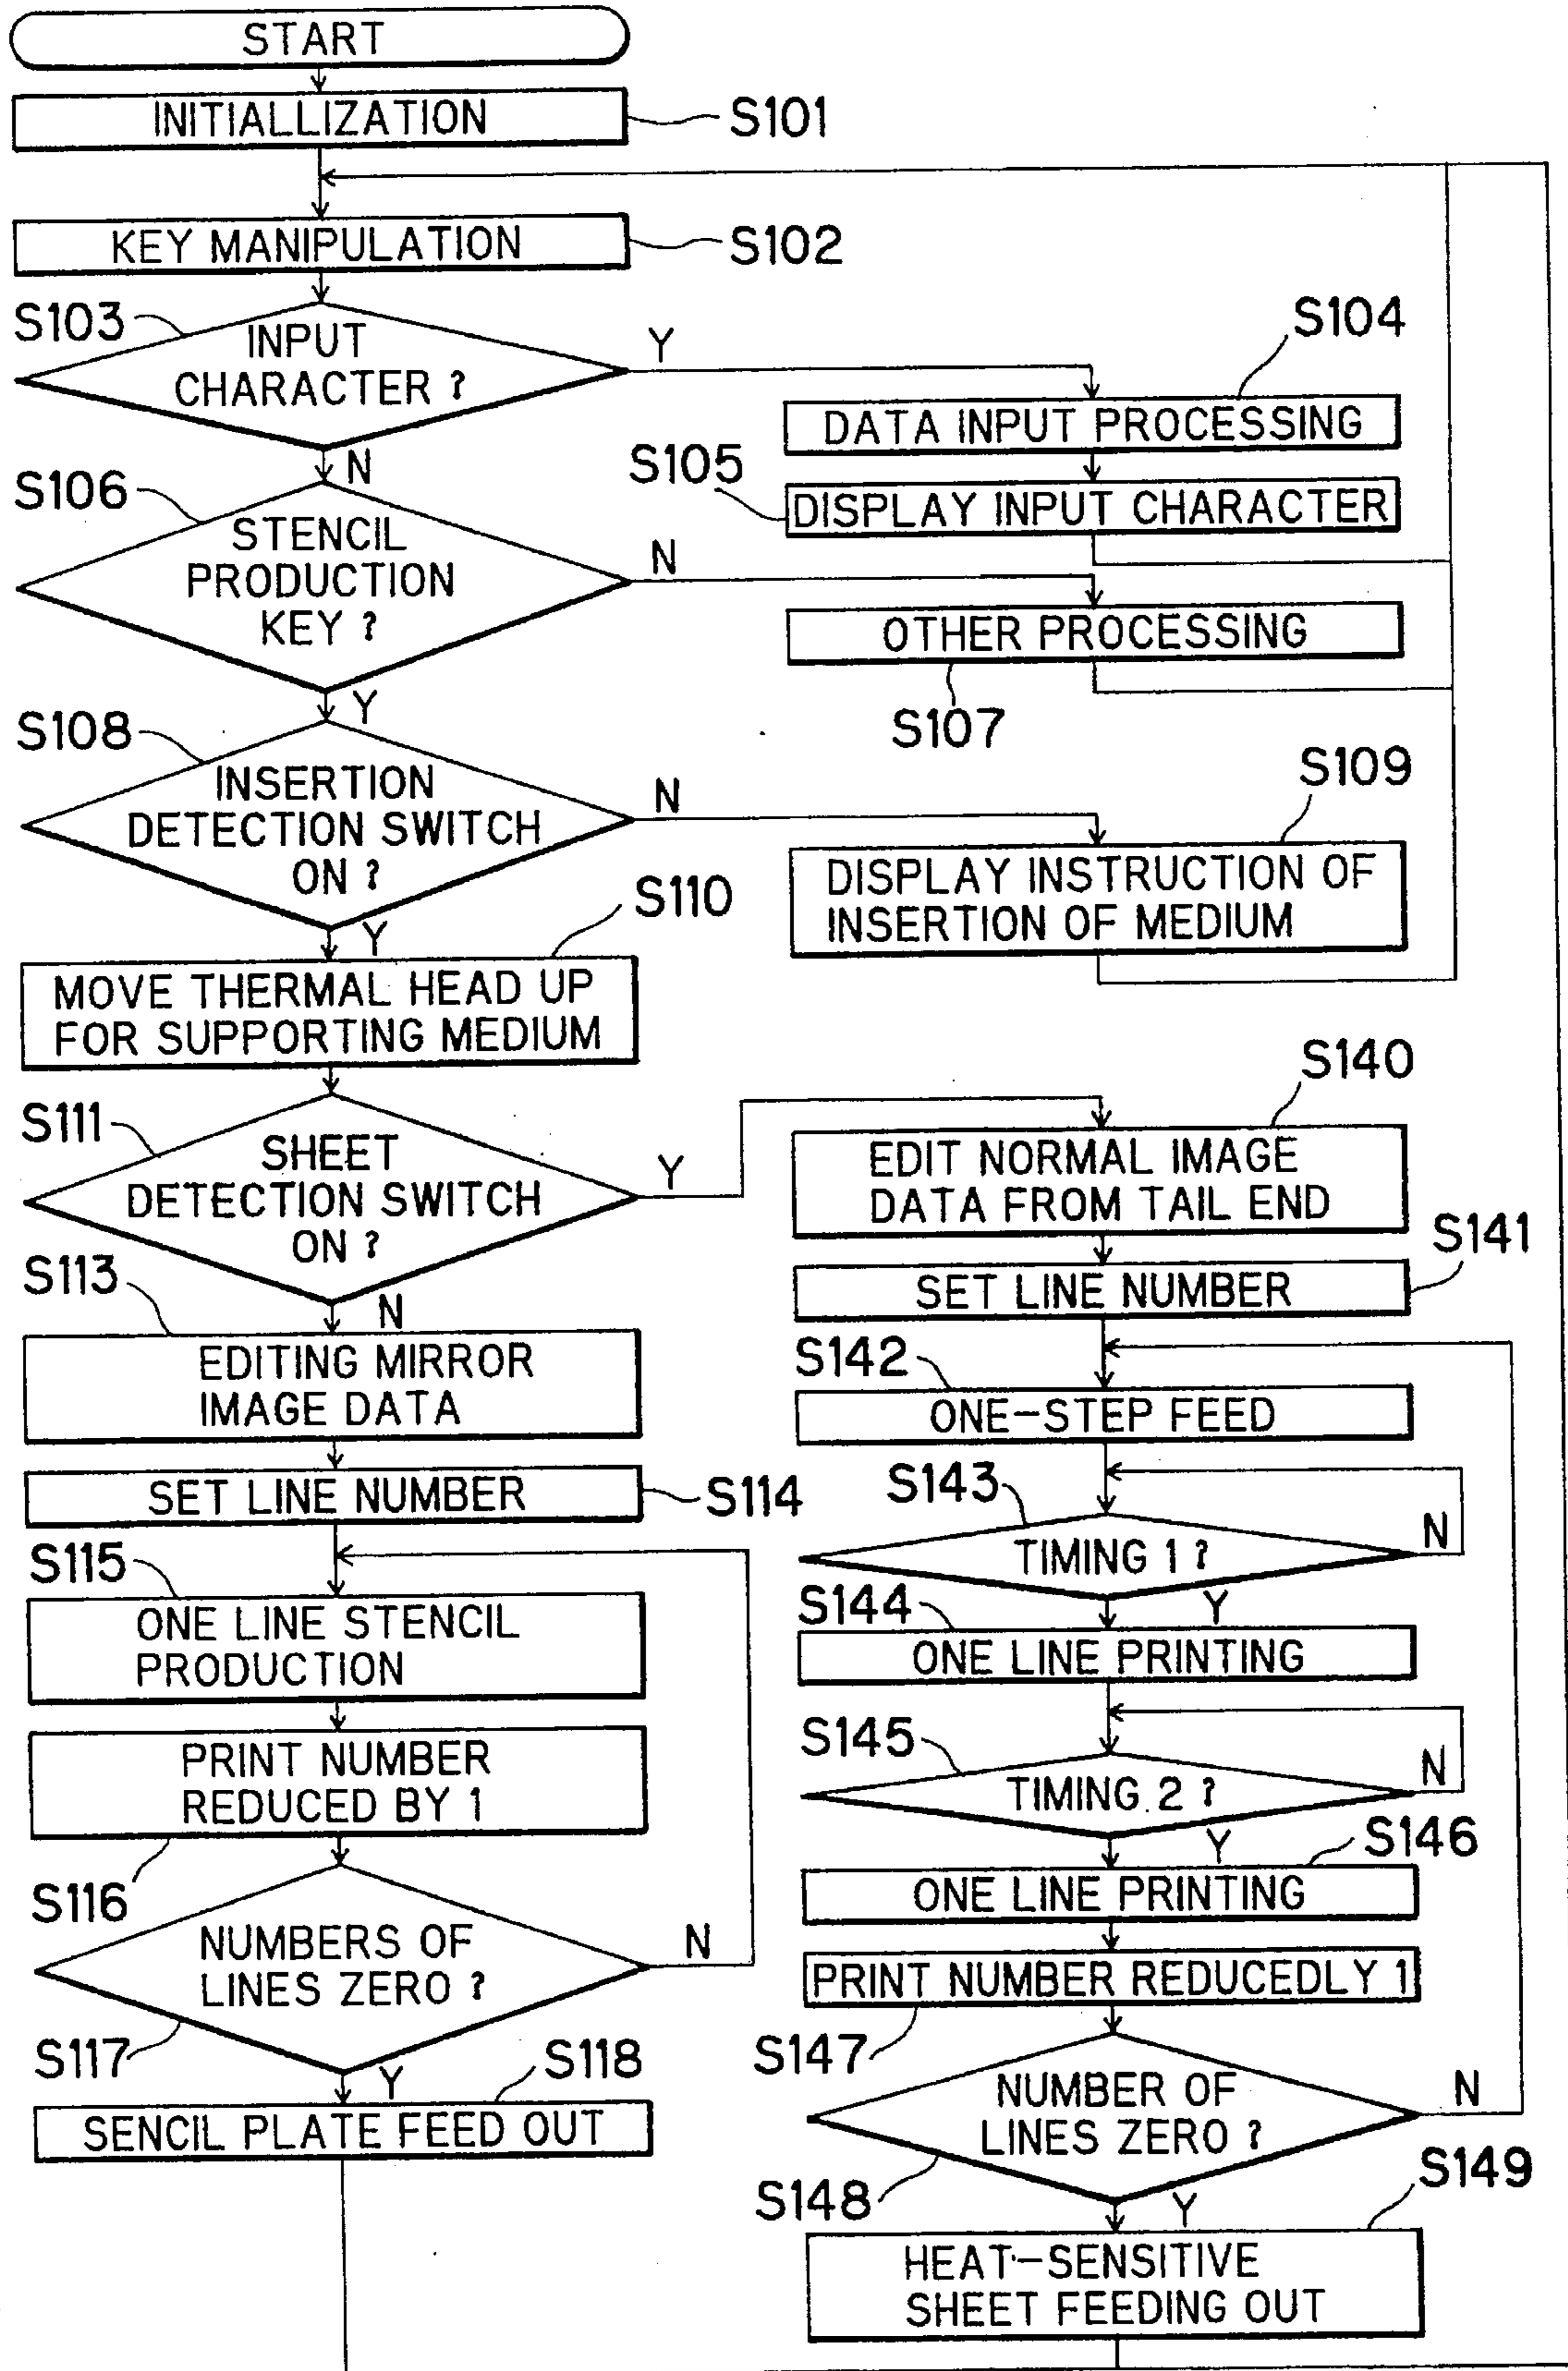 START
INITIALLIZATION
S101
KEY MANIPULATION
S102
S103
INPUT
CHARACTER ?
Y
N
S104
DATA INPUT PROCESSING
S105
DISPLAY INPUT CHARACTER
S106
STENCIL
PRODUCTION
KEY ?
N
Y
OTHER PROCESSING
S107
S108
INSERTION
DETECTION SWITCH
ON ?
N
Y
S109
DISPLAY INSTRUCTION OF
INSERTION OF MEDIUM
S110
MOVE THERMAL HEAD UP
FOR SUPPORTING MEDIUM
S111
SHEET
DETECTION SWITCH
ON ?
Y
N
S113
EDITING MIRROR
IMAGE DATA
SET LINE NUMBER
S114
S115
ONE LINE STENCIL
PRODUCTION
PRINT NUMBER
REDUCED BY 1
S116
NUMBERS OF
LINES ZERO ?
N
S117
Y
S118
SENCIL PLATE FEED OUT
S140
EDIT NORMAL IMAGE
DATA FROM TAIL END
S141
SET LINE NUMBER
S142
ONE-STEP FEED
S143
TIMING 1 ?
N
Y
S144
ONE LINE PRINTING
S145
TIMING 2 ?
N
Y
S146
ONE LINE PRINTING
PRINT NUMBER REDUCEDLY 1
S147
NUMBER OF
LINES ZERO ?
N
S148
Y
S149
HEAT-SENSITIVE
SHEET FEEDING OUT